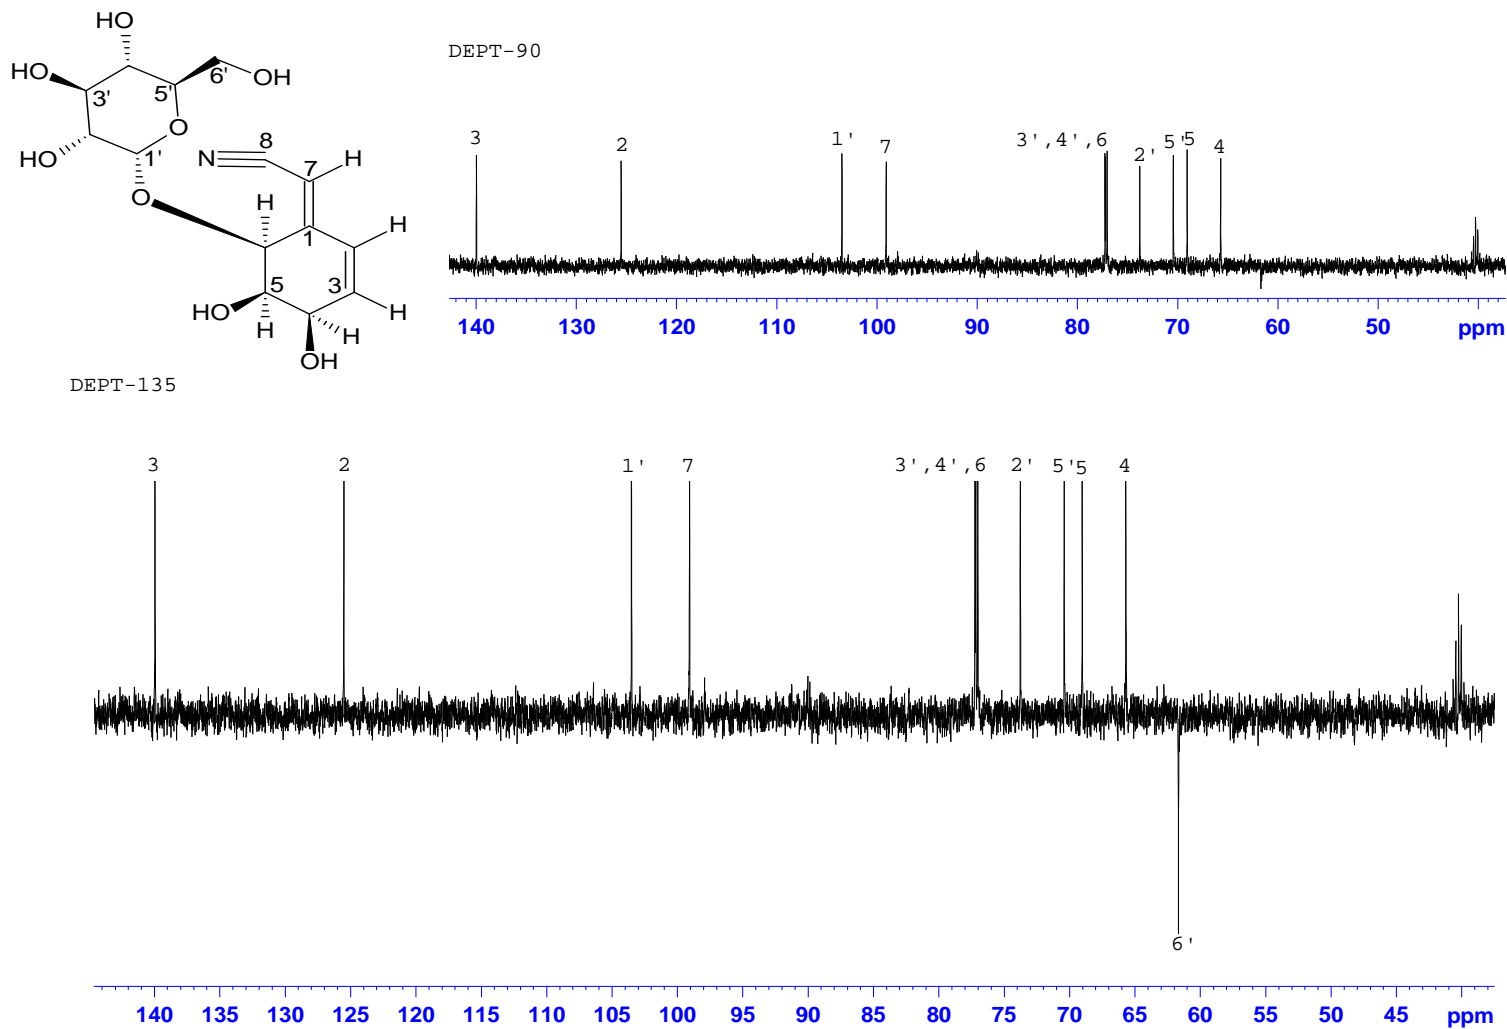 HO
HO
6'
OH
3'
5'
O
HO
1'
O
N
8
7
H
H
1
H
5
3
HO
H
H
H
OH
DEPT-90
3 2 1' 7 3',4',6 2' 5' 5 4
140 130 120 110 100 90 80 70 60 50 ppm
DEPT-135
3 2 1' 7 3',4',6 2' 5' 5 4
6'
140 135 130 125 120 115 110 105 100 95 90 85 80 75 70 65 60 55 50 45 ppm